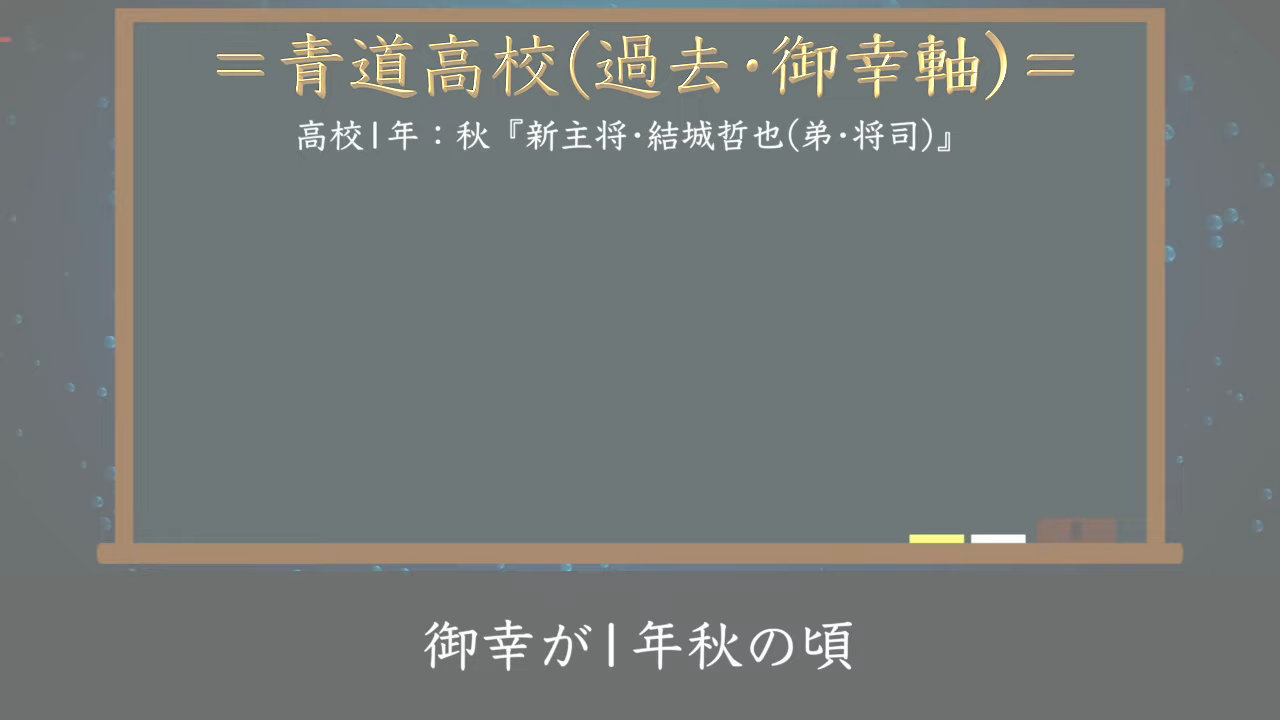 ＝青道高校(過去・御幸軸)＝
高校1年：秋『新主将・結城哲也(弟・将司)』
御幸が1年秋の頃